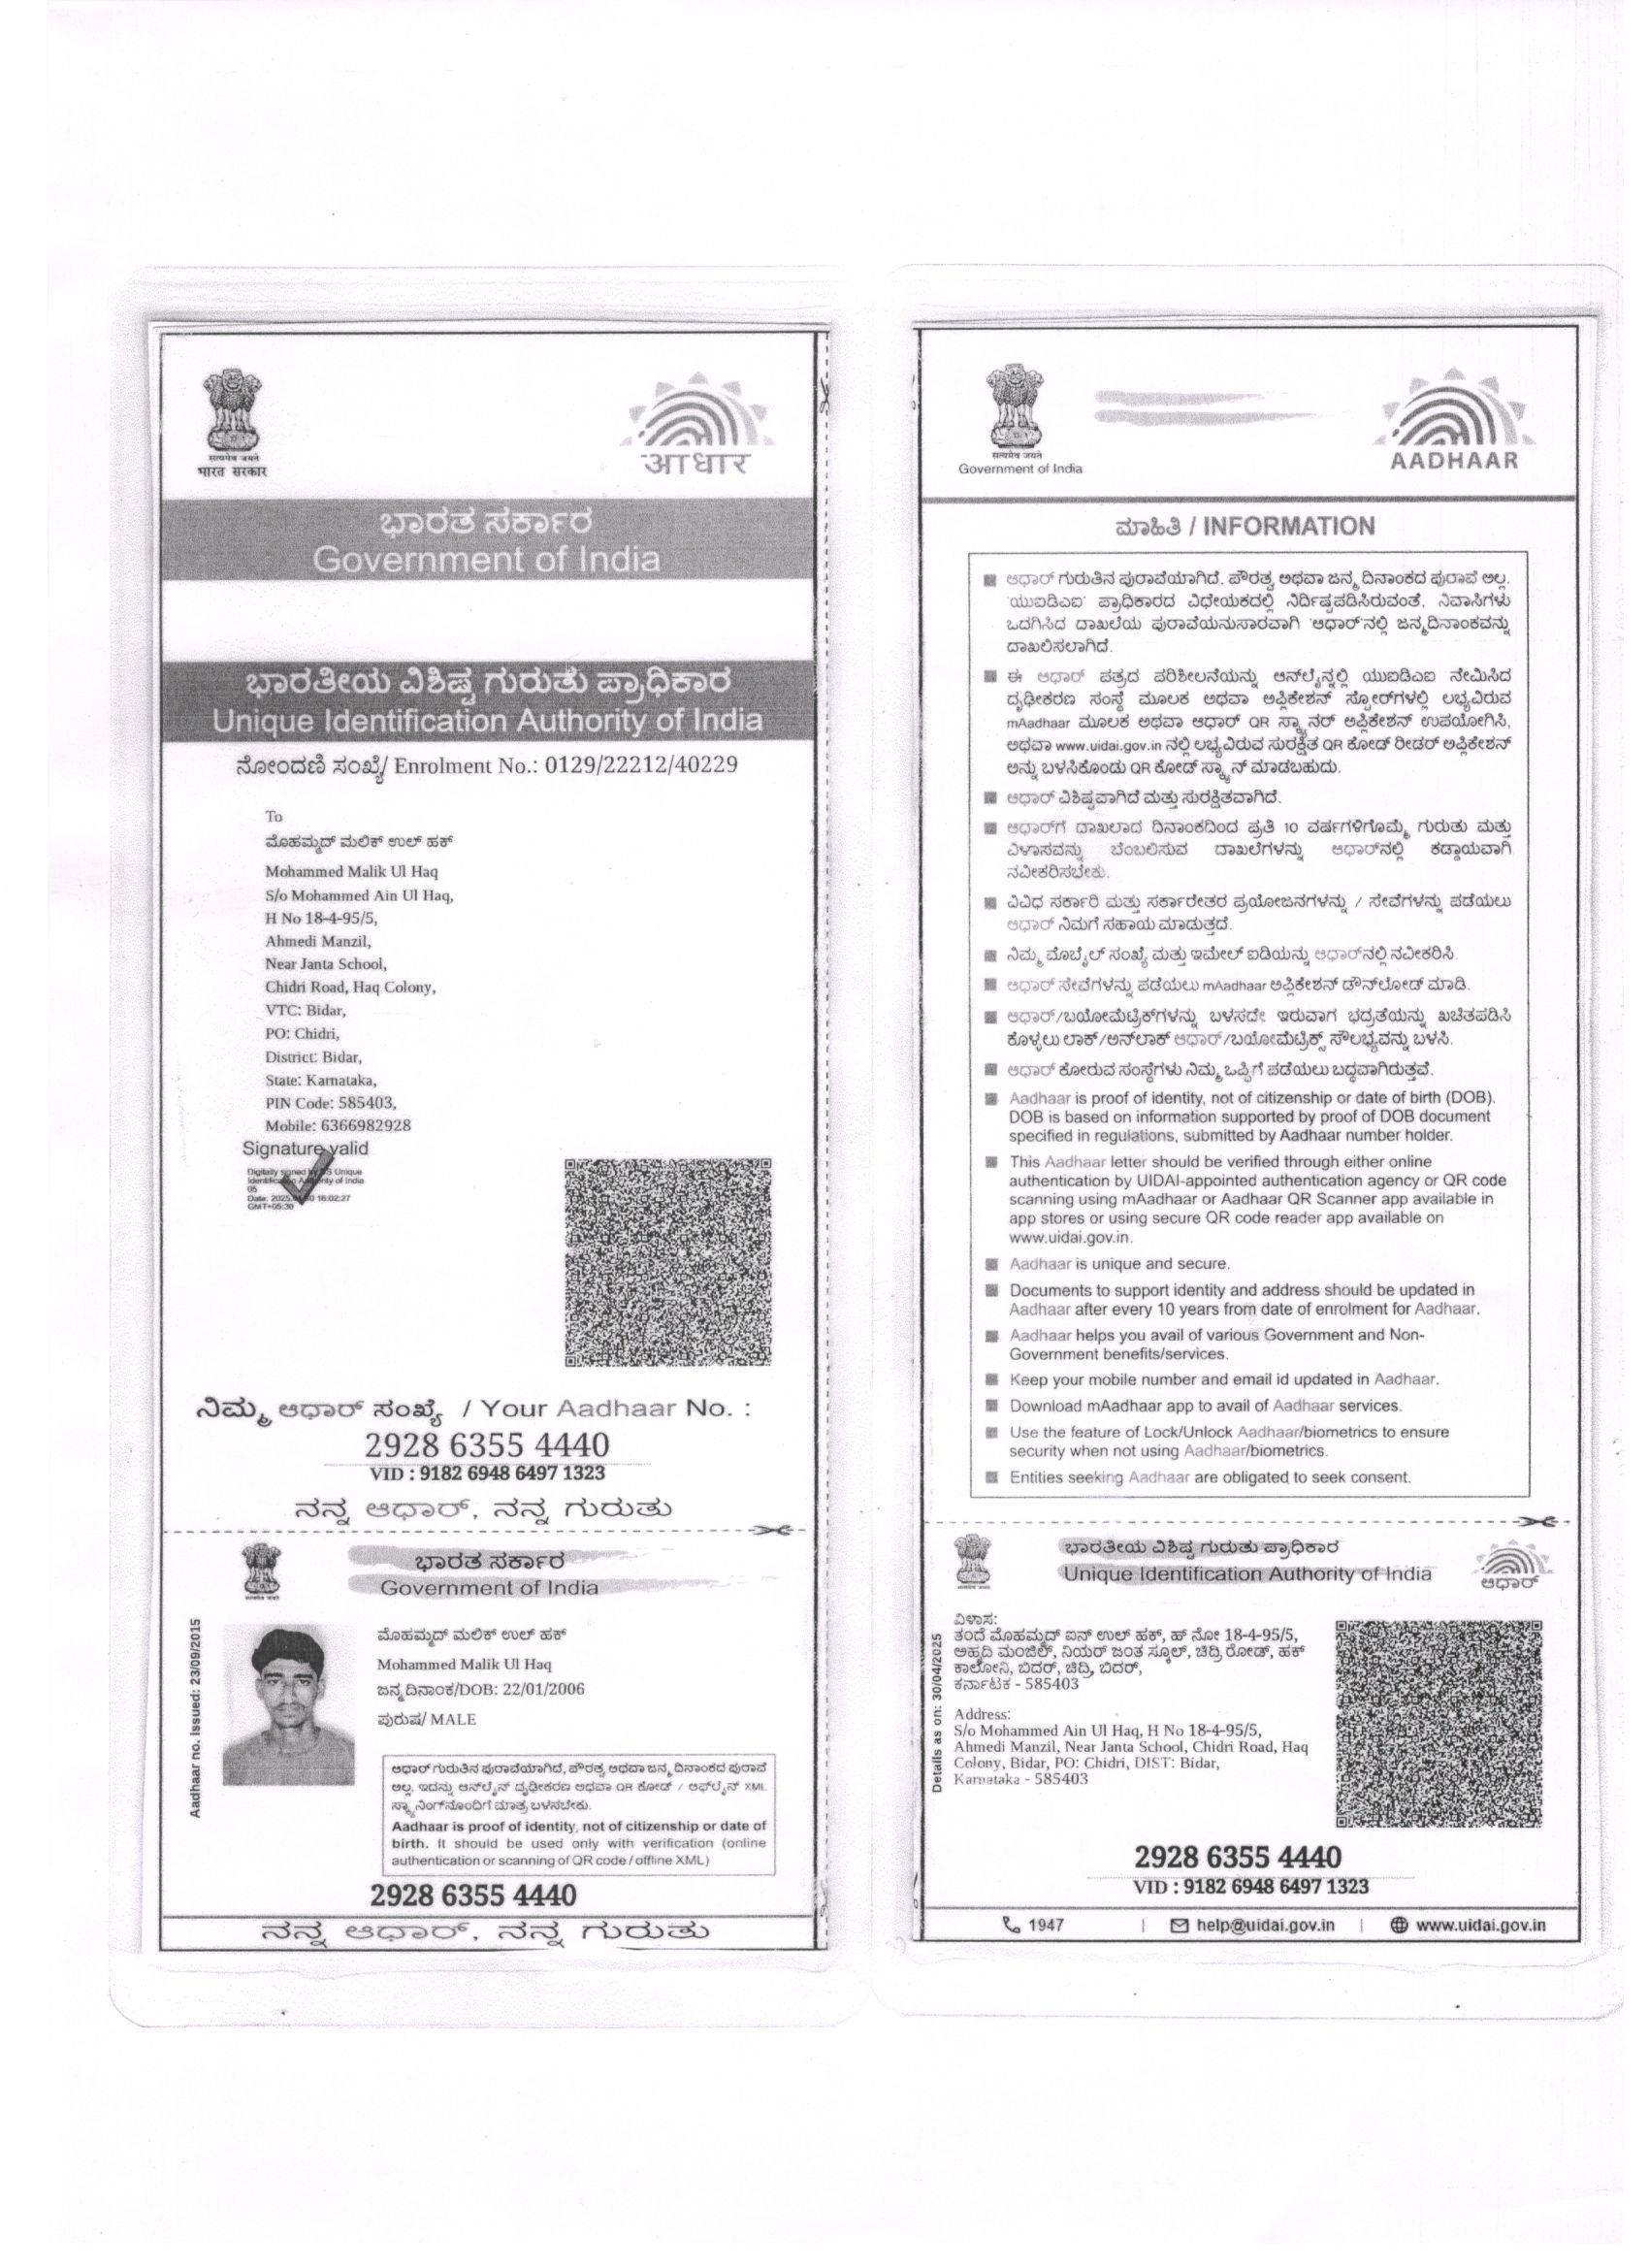 सत्यमेव जयते
भारत सरकार
आधार
ಭಾರತ ಸರ್ಕಾರ
Government of India
ಭಾರತೀಯ ವಿಶಿಷ್ಟ ಗುರುತು ಪ್ರಾಧಿಕಾರ
Unique Identification Authority of India
ನೋಂದಣಿ ಸಂಖ್ಯೆ/ Enrolment No.: 0129/22212/40229
To
ಮೊಹಮ್ಮದ್ ಮಲಿಕ್ ಉಲ್ ಹಕ್
Mohammed Malik Ul Haq
S/o Mohammed Ain Ul Haq,
H No 18-4-95/5,
Ahmedi Manzil,
Near Janta School,
Chidri Road, Haq Colony,
VTC: Bidar,
PO: Chidri,
District: Bidar,
State: Karnataka,
PIN Code: 585403,
Mobile: 6366982928
Signature valid
Digitally signed by DS Unique
Identification Authority of India
05
Date: 2025 16:02:27
GMT+05:30
ನಿಮ್ಮ ಆಧಾರ್ ಸಂಖ್ಯೆ / Your Aadhaar No. :
2928 6355 4440
VID : 9182 6948 6497 1323
ನನ್ನ ಆಧಾರ್, ನನ್ನ ಗುರುತು
ಭಾರತ ಸರ್ಕಾರ
Government of India
Aadhaar no. issued: 23/09/2015
ಮೊಹಮ್ಮದ್ ಮಲಿಕ್ ಉಲ್ ಹಕ್
Mohammed Malik Ul Haq
ಜನ್ಮ ದಿನಾಂಕ/DOB: 22/01/2006
ಪುರುಷ/ MALE
ಆಧಾರ್ ಗುರುತಿನ ಪುರಾವೆಯಾಗಿದೆ, ಪೌರತ್ವ ಅಥವಾ ಜನ್ಮ ದಿನಾಂಕದ ಪುರಾವೆ
ಅಲ್ಲ. ಇದನ್ನು ಆನ್‌ಲೈನ್ ದೃಢೀಕರಣ ಅಥವಾ QR ಕೋಡ್ / ಆಫ್‌ಲೈನ್ XML
ಸ್ಕ್ಯಾನಿಂಗ್‌ನೊಂದಿಗೆ ಮಾತ್ರ ಬಳಸಬೇಕು.
Aadhaar is proof of identity, not of citizenship or date of
birth. It should be used only with verification (online
authentication or scanning of QR code / offline XML)
2928 6355 4440
ನನ್ನ ಆಧಾರ್, ನನ್ನ ಗುರುತು
सत्यमेव जयते
Government of India
AADHAAR
ಮಾಹಿತಿ / INFORMATION
ಆಧಾರ್ ಗುರುತಿನ ಪುರಾವೆಯಾಗಿದೆ. ಪೌರತ್ವ ಅಥವಾ ಜನ್ಮ ದಿನಾಂಕದ ಪುರಾವೆ ಅಲ್ಲ.
'ಯುಐಡಿಎಐ' ಪ್ರಾಧಿಕಾರದ ವಿಧೇಯಕದಲ್ಲಿ ನಿರ್ದಿಷ್ಟಪಡಿಸಿರುವಂತೆ, ನಿವಾಸಿಗಳು
ಒದಗಿಸಿದ ದಾಖಲೆಯ ಪುರಾವೆಯನುಸಾರವಾಗಿ 'ಆಧಾರ್'ನಲ್ಲಿ ಜನ್ಮದಿನಾಂಕವನ್ನು
ದಾಖಲಿಸಲಾಗಿದೆ.
ಈ ಆಧಾರ್ ಪತ್ರದ ಪರಿಶೀಲನೆಯನ್ನು ಆನ್‌ಲೈನ್ನಲ್ಲಿ ಯುಐಡಿಎಐ ನೇಮಿಸಿದ
ದೃಢೀಕರಣ ಸಂಸ್ಥೆ ಮೂಲಕ ಅಥವಾ ಅಪ್ಲಿಕೇಶನ್ ಸ್ಟೋರ್‌ಗಳಲ್ಲಿ ಲಭ್ಯವಿರುವ
mAadhaar ಮೂಲಕ ಅಥವಾ ಆಧಾರ್ QR ಸ್ಕ್ಯಾನರ್ ಅಪ್ಲಿಕೇಶನ್ ಉಪಯೋಗಿಸಿ,
ಅಥವಾ www.uidai.gov.in ನಲ್ಲಿ ಲಭ್ಯವಿರುವ ಸುರಕ್ಷಿತ QR ಕೋಡ್ ರೀಡರ್ ಅಪ್ಲಿಕೇಶನ್
ಅನ್ನು ಬಳಸಿಕೊಂಡು QR ಕೋಡ್ ಸ್ಕ್ಯಾನ್ ಮಾಡಬಹುದು.
ಆಧಾರ್ ವಿಶಿಷ್ಟವಾಗಿದೆ ಮತ್ತು ಸುರಕ್ಷಿತವಾಗಿದೆ.
ಆಧಾರ್‌ಗೆ ದಾಖಲಾದ ದಿನಾಂಕದಿಂದ ಪ್ರತಿ 10 ವರ್ಷಗಳಿಗೊಮ್ಮೆ ಗುರುತು ಮತ್ತು
ವಿಳಾಸವನ್ನು ಬೆಂಬಲಿಸುವ ದಾಖಲೆಗಳನ್ನು ಆಧಾರ್‌ನಲ್ಲಿ ಕಡ್ಡಾಯವಾಗಿ
ನವೀಕರಿಸಬೇಕು.
ವಿವಿಧ ಸರ್ಕಾರಿ ಮತ್ತು ಸರ್ಕಾರೇತರ ಪ್ರಯೋಜನಗಳನ್ನು / ಸೇವೆಗಳನ್ನು ಪಡೆಯಲು
ಆಧಾರ್ ನಿಮಗೆ ಸಹಾಯ ಮಾಡುತ್ತದೆ.
ನಿಮ್ಮ ಮೊಬೈಲ್ ಸಂಖ್ಯೆ ಮತ್ತು ಇಮೇಲ್ ಐಡಿಯನ್ನು ಆಧಾರ್‌ನಲ್ಲಿ ನವೀಕರಿಸಿ.
ಆಧಾರ್ ಸೇವೆಗಳನ್ನು ಪಡೆಯಲು mAadhaar ಅಪ್ಲಿಕೇಶನ್ ಡೌನ್‌ಲೋಡ್ ಮಾಡಿ.
ಆಧಾರ್/ಬಯೋಮೆಟ್ರಿಕ್‌ಗಳನ್ನು ಬಳಸದೇ ಇರುವಾಗ ಭದ್ರತೆಯನ್ನು ಖಚಿತಪಡಿಸಿ
ಕೊಳ್ಳಲು ಲಾಕ್/ಅನ್‌ಲಾಕ್ ಆಧಾರ್/ಬಯೋಮೆಟ್ರಿಕ್ಸ್ ಸೌಲಭ್ಯವನ್ನು ಬಳಸಿ.
ಆಧಾರ್ ಕೋರುವ ಸಂಸ್ಥೆಗಳು ನಿಮ್ಮ ಒಪ್ಪಿಗೆ ಪಡೆಯಲು ಬದ್ಧವಾಗಿರುತ್ತವೆ.
Aadhaar is proof of identity, not of citizenship or date of birth (DOB).
DOB is based on information supported by proof of DOB document
specified in regulations, submitted by Aadhaar number holder.
This Aadhaar letter should be verified through either online
authentication by UIDAI-appointed authentication agency or QR code
scanning using mAadhaar or Aadhaar QR Scanner app available in
app stores or using secure QR code reader app available on
www.uidai.gov.in.
Aadhaar is unique and secure.
Documents to support identity and address should be updated in
Aadhaar after every 10 years from date of enrolment for Aadhaar.
Aadhaar helps you avail of various Government and Non-
Government benefits/services.
Keep your mobile number and email id updated in Aadhaar.
Download mAadhaar app to avail of Aadhaar services.
Use the feature of Lock/Unlock Aadhaar/biometrics to ensure
security when not using Aadhaar/biometrics.
Entities seeking Aadhaar are obligated to seek consent.
ಭಾರತೀಯ ವಿಶಿಷ್ಟ ಗುರುತು ಪ್ರಾಧಿಕಾರ
Unique Identification Authority of India
ಆಧಾರ್
Details as on: 30/04/2025
ವಿಳಾಸ:
ತಂದೆ ಮೊಹಮ್ಮದ್ ಐನ್ ಉಲ್ ಹಕ್, ಹ್ ನೋ 18-4-95/5,
ಅಹ್ಮದಿ ಮಂಜಿಲ್, ನಿಯರ್ ಜಂತ ಸ್ಕೂಲ್, ಚಿದ್ರಿ ರೋಡ್, ಹಕ್
ಕಾಲೋನಿ, ಬಿದರ್, ಚಿದ್ರಿ, ಬಿದರ್,
ಕರ್ನಾಟಕ - 585403
Address:
S/o Mohammed Ain Ul Haq, H No 18-4-95/5,
Ahmedi Manzil, Near Janta School, Chidri Road, Haq
Colony, Bidar, PO: Chidri, DIST: Bidar,
Karnataka - 585403
2928 6355 4440
VID : 9182 6948 6497 1323
1947 | help@uidai.gov.in | www.uidai.gov.in